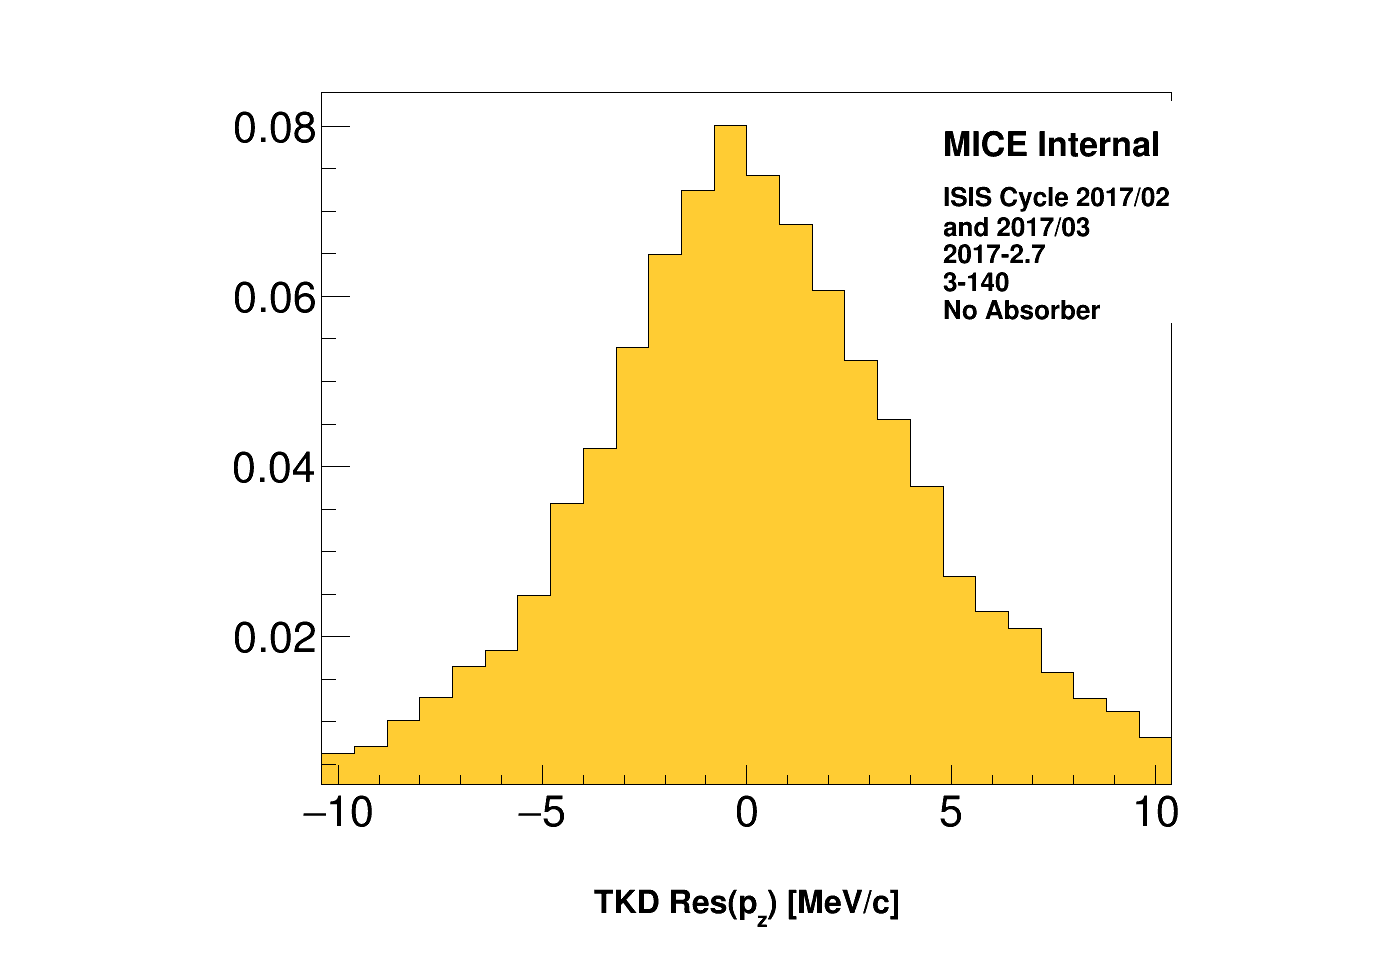 0.08
0.06
0.04
0.02
MICE Internal
ISIS Cycle 2017/02
and 2017/03
2017-2.7
3-140
No Absorber
−10 −5 0 5 10
TKD Res(pz) [MeV/c]